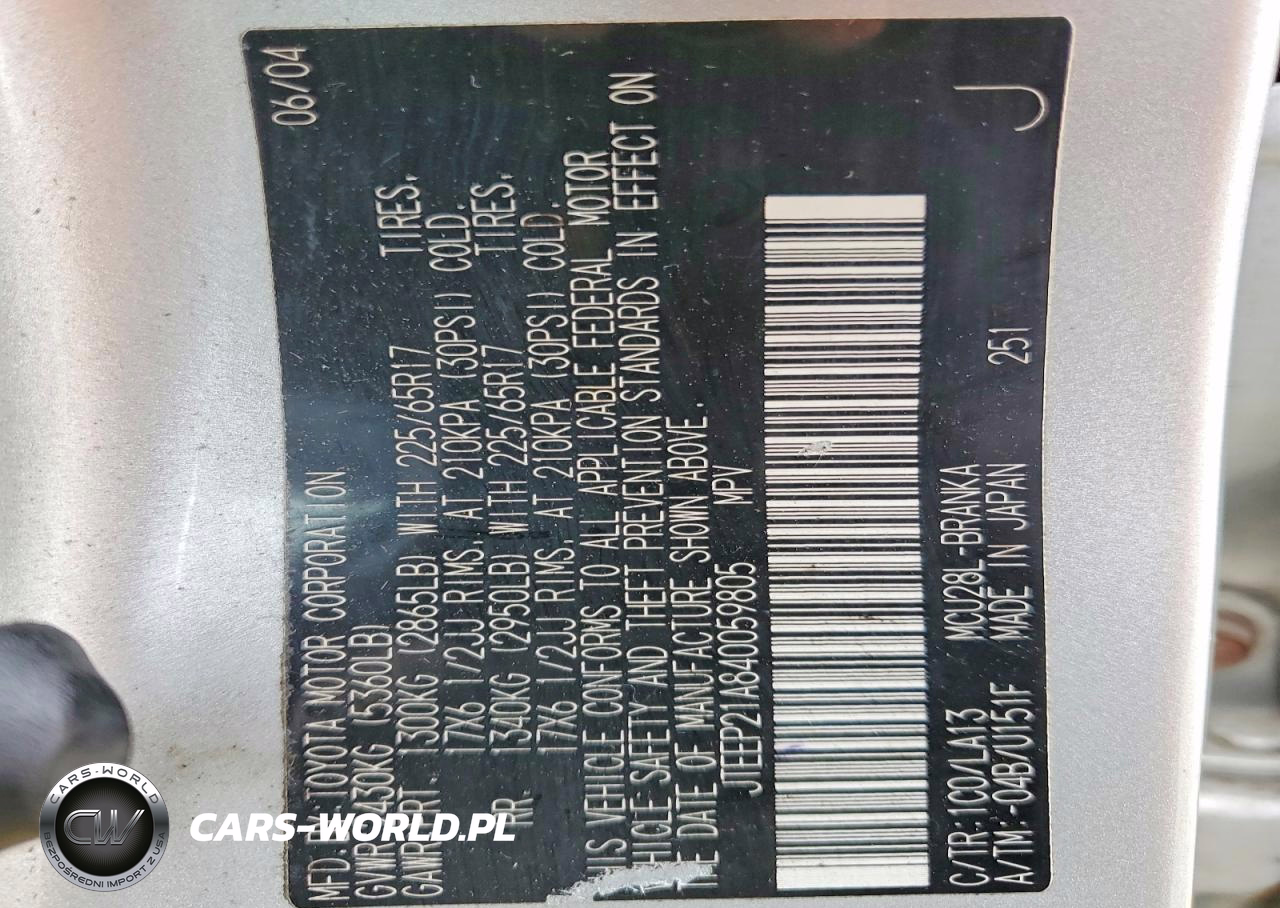 MFD.BY: TOYOTA MOTOR CORPORATION 06/04
GVWR 2430KG (5360LB)
GAWR FRT 1300KG (2865LB) WITH 225/65R17 TIRES,
17X6 1/2JJ RIMS, AT 210KPA (30PSI) COLD.
RR. 1340KG (2950LB) WITH 225/65R17 TIRES,
17X6 1/2JJ RIMS, AT 210KPA (30PSI) COLD.
THIS VEHICLE CONFORMS TO ALL APPLICABLE FEDERAL MOTOR
VEHICLE SAFETY AND THEFT PREVENTION STANDARDS IN EFFECT ON
THE DATE OF MANUFACTURE SHOWN ABOVE.
JTEEP21A840059805 MPV
C/TR: 1C0/LA13 MCU28L-BRANKA
A/TM: -04B/U151F MADE IN JAPAN 251
J
CARS-WORLD
CW
BEZPOŚREDNI IMPORT Z USA
CARS-WORLD.PL